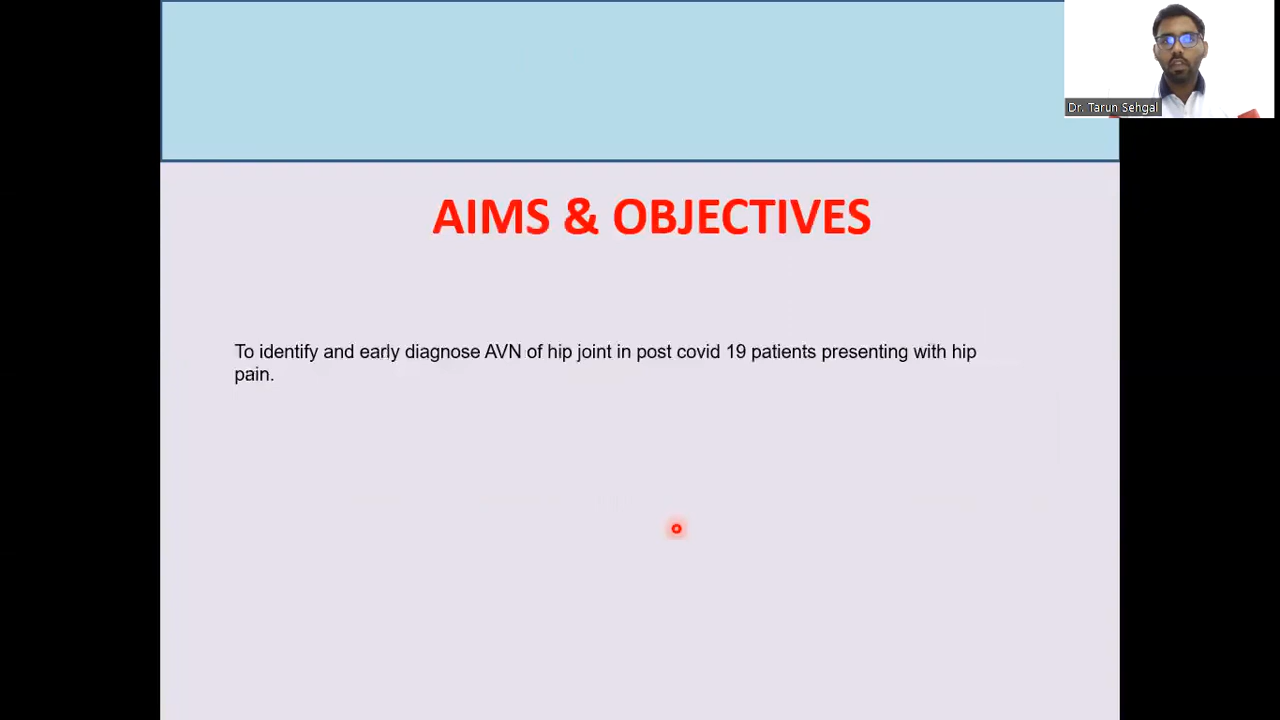 Dr. Tarun Sehgal
AIMS & OBJECTIVES
To identify and early diagnose AVN of hip joint in post covid 19 patients presenting with hip
pain.